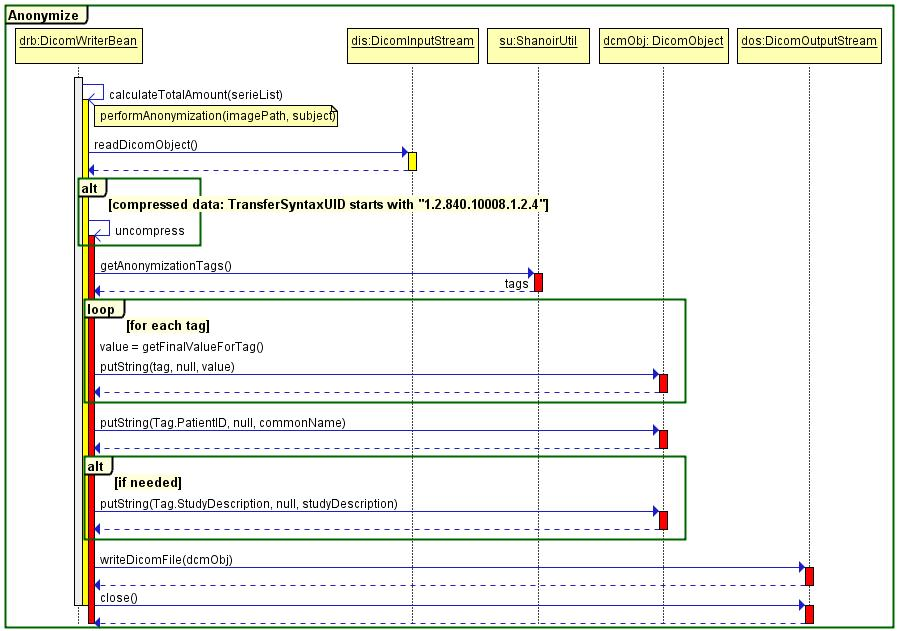 Anonymize
drb:DicomWriterBean
dis:DicomInputStream
su:ShanoirUtil
dcmObj: DicomObject
dos:DicomOutputStream
calculateTotalAmount(serieList)
performAnonymization(imagePath, subject)
readDicomObject()
alt
[compressed data: TransferSyntaxUID starts with "1.2.840.10008.1.2.4"]
uncompress
getAnonymizationTags()
tags
loop
[for each tag]
value = getFinalValueForTag()
putString(tag, null, value)
putString(Tag.PatientID, null, commonName)
alt
[if needed]
putString(Tag.StudyDescription, null, studyDescription)
writeDicomFile(dcmObj)
close()